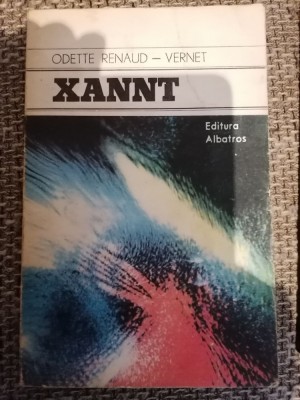 ODETTE RENAUD – VERNET
XANNT
Editura
Albatros